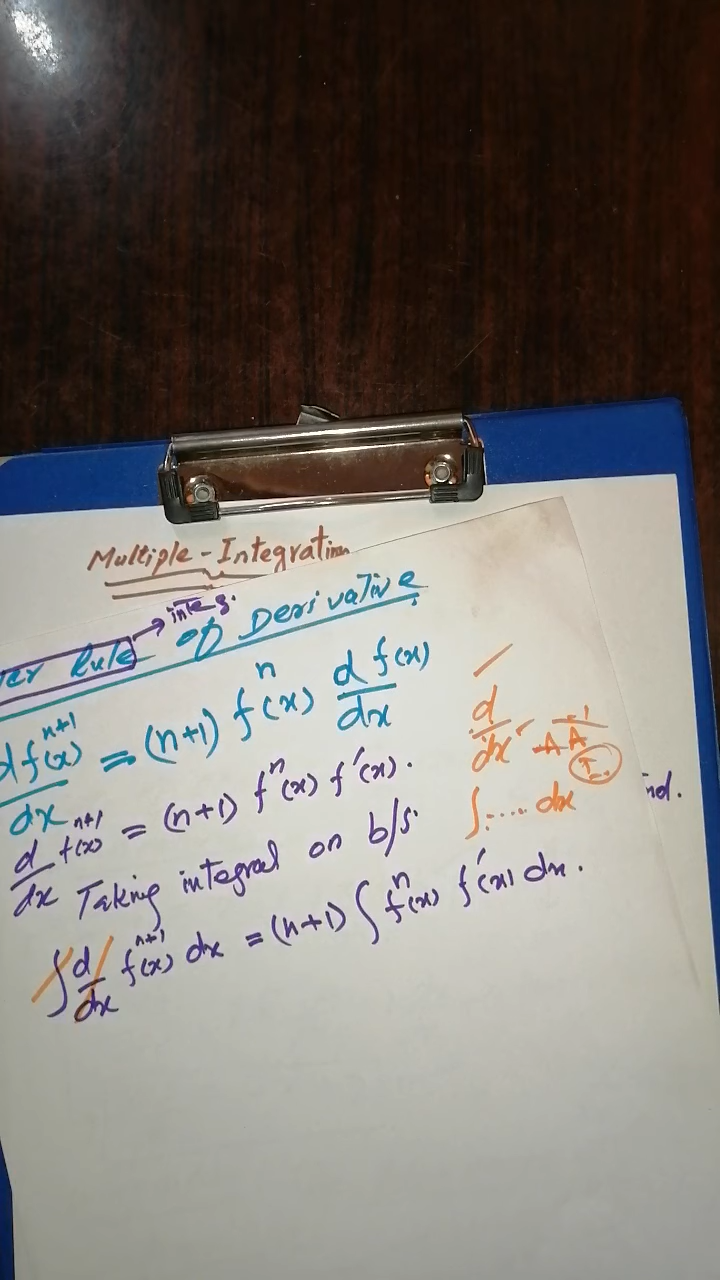 Multiple-Integration
integ.
Rule of Derivative
d f^{n+1}(x)/dx = (n+1) f^n(x) d f(x)/dx
d/dx f^{n+1}(x) = (n+1) f^n(x) f'(x).
Taking integral on b/s.
∫ d/dx f^{n+1}(x) dx = (n+1) ∫ f^n(x) f'(x) dx.
d/dx
A A^{-1}
I.
∫.... dx